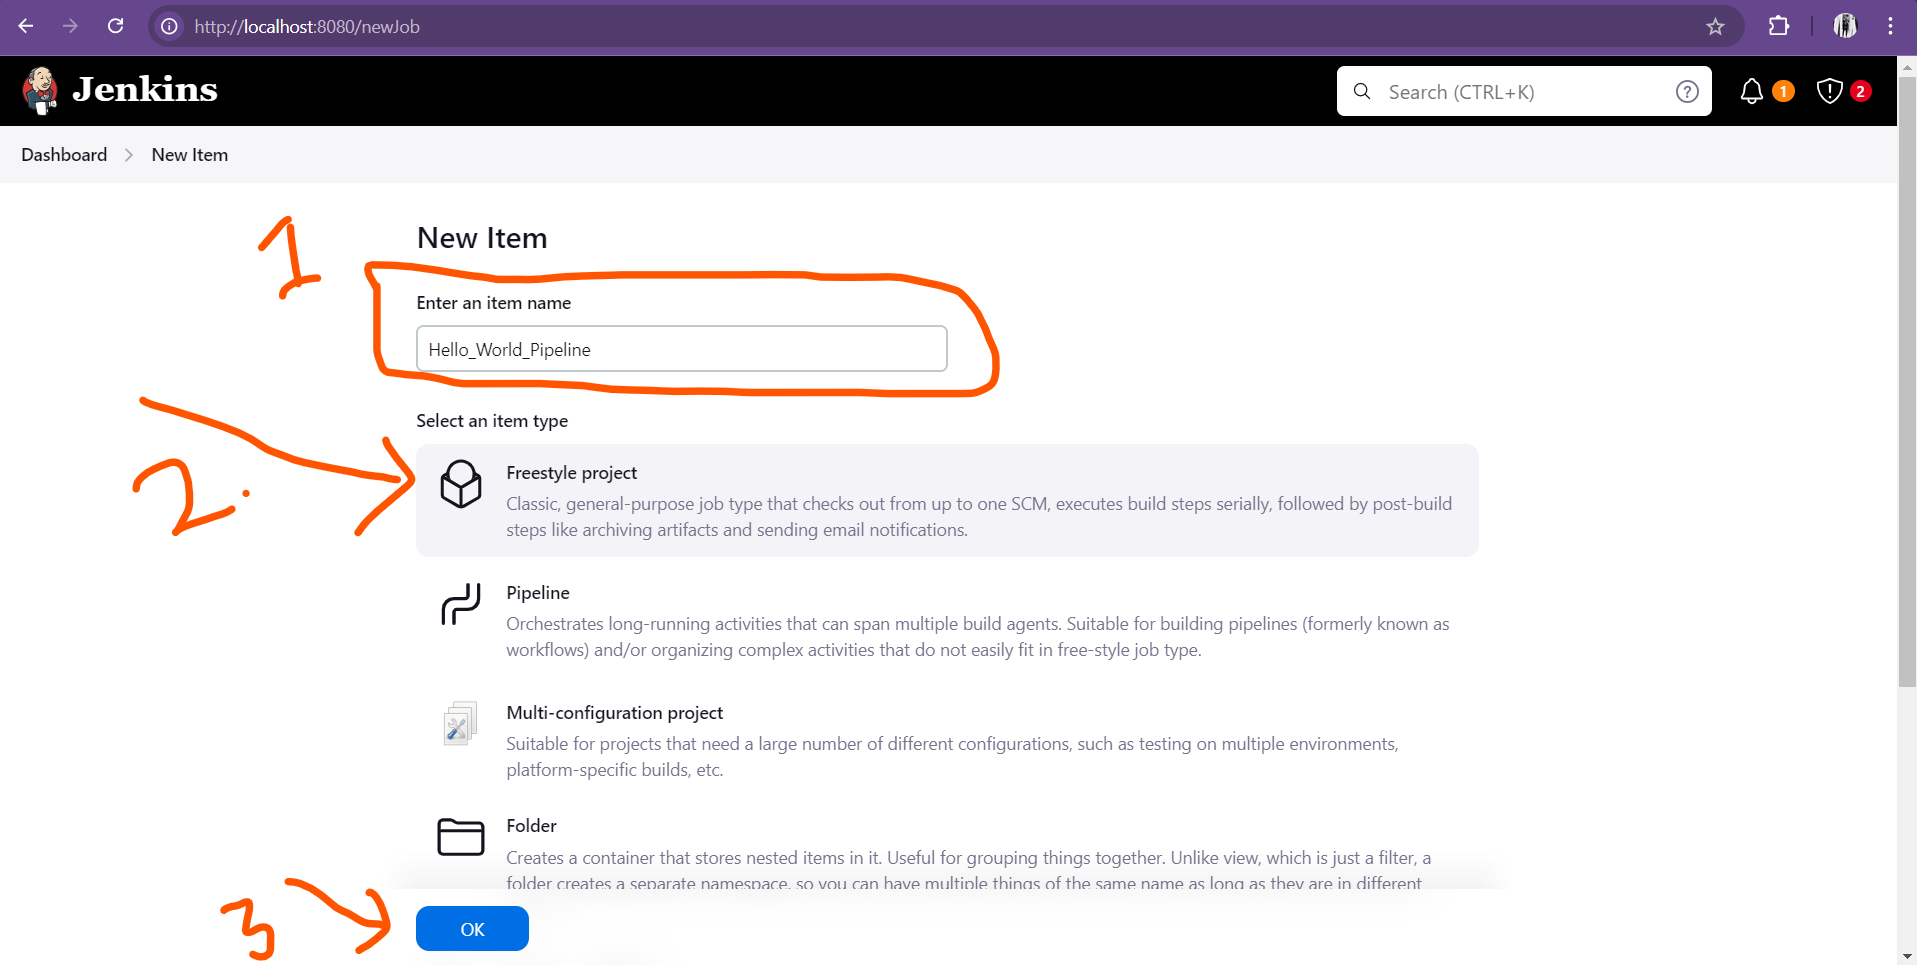 http://localhost:8080/newJob
Jenkins
Search (CTRL+K)
?
1
2
Dashboard
New Item
1
New Item
Enter an item name
Hello_World_Pipeline
Select an item type
2.
Freestyle project
Classic, general-purpose job type that checks out from up to one SCM, executes build steps serially, followed by post-build
steps like archiving artifacts and sending email notifications.
Pipeline
Orchestrates long-running activities that can span multiple build agents. Suitable for building pipelines (formerly known as
workflows) and/or organizing complex activities that do not easily fit in free-style job type.
Multi-configuration project
Suitable for projects that need a large number of different configurations, such as testing on multiple environments,
platform-specific builds, etc.
Folder
Creates a container that stores nested items in it. Useful for grouping things together. Unlike view, which is just a filter, a
folder creates a separate namespace, so you can have multiple things of the same name as long as they are in different
3
OK